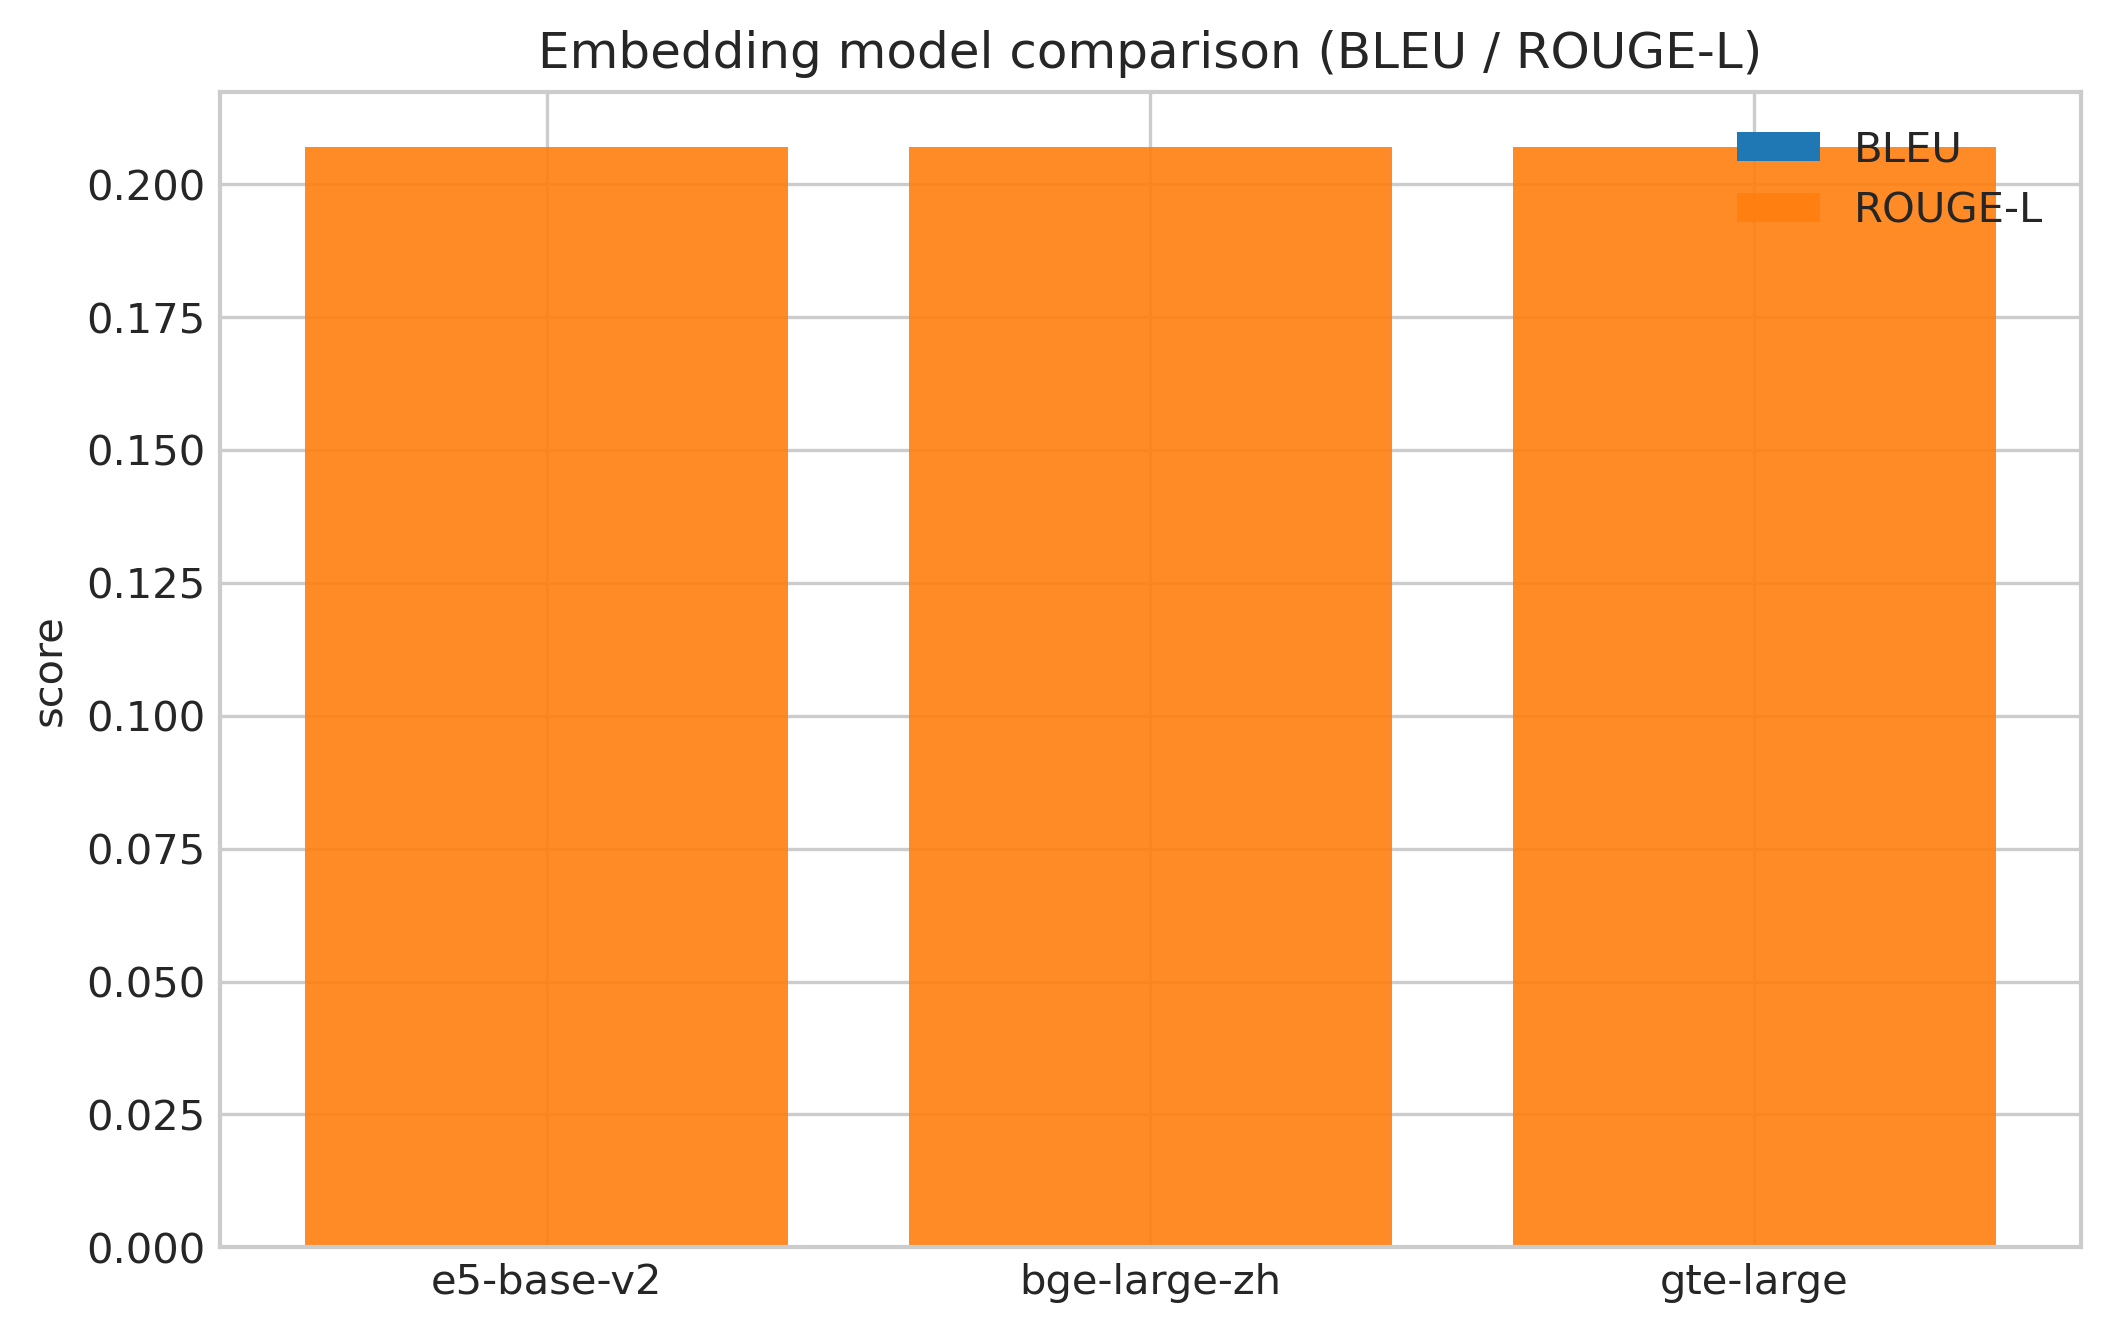 Embedding model comparison (BLEU / ROUGE-L)
BLEU
ROUGE-L
0.200
0.175
0.150
0.125
0.100
0.075
0.050
0.025
0.000
score
e5-base-v2
bge-large-zh
gte-large